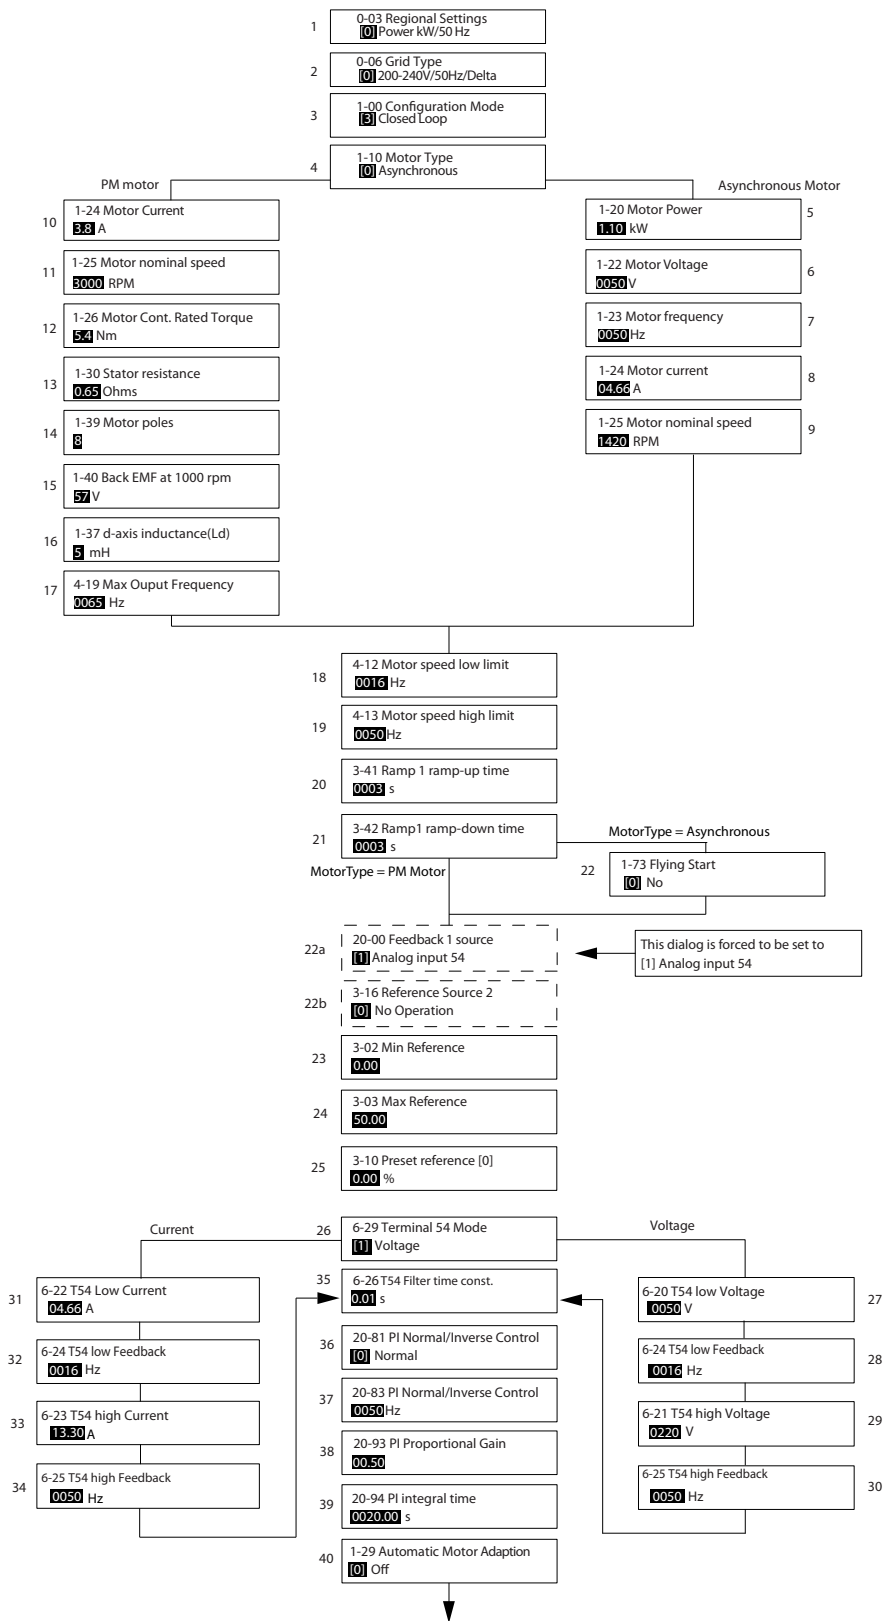 1
0-03 Regional Settings
[0] Power kW/50 Hz
2
0-06 Grid Type
[0] 200-240V/50Hz/Delta
3
1-00 Configuration Mode
[3] Closed Loop
4
1-10 Motor Type
[0] Asynchronous
PM motor
Asynchronous Motor
10
1-24 Motor Current
3.8 A
11
1-25 Motor nominal speed
3000 RPM
12
1-26 Motor Cont. Rated Torque
5.4 Nm
13
1-30 Stator resistance
0.65 Ohms
14
1-39 Motor poles
8
15
1-40 Back EMF at 1000 rpm
57 V
16
1-37 d-axis inductance(Ld)
5 mH
17
4-19 Max Ouput Frequency
0065 Hz
1-20 Motor Power
1.10 kW
5
1-22 Motor Voltage
0050 V
6
1-23 Motor frequency
0050 Hz
7
1-24 Motor current
04.66 A
8
1-25 Motor nominal speed
1420 RPM
9
18
4-12 Motor speed low limit
0016 Hz
19
4-13 Motor speed high limit
0050 Hz
20
3-41 Ramp 1 ramp-up time
0003 s
21
3-42 Ramp1 ramp-down time
0003 s
MotorType = Asynchronous
MotorType = PM Motor
22
1-73 Flying Start
[0] No
22a
20-00 Feedback 1 source
[1] Analog input 54
This dialog is forced to be set to
[1] Analog input 54
22b
3-16 Reference Source 2
[0] No Operation
23
3-02 Min Reference
0.00
24
3-03 Max Reference
50.00
25
3-10 Preset reference [0]
0.00 %
Current
26
6-29 Terminal 54 Mode
[1] Voltage
Voltage
31
6-22 T54 Low Current
04.66 A
32
6-24 T54 low Feedback
0016 Hz
33
6-23 T54 high Current
13.30 A
34
6-25 T54 high Feedback
0050 Hz
35
6-26 T54 Filter time const.
0.01 s
36
20-81 PI Normal/Inverse Control
[0] Normal
37
20-83 PI Normal/Inverse Control
0050 Hz
38
20-93 PI Proportional Gain
00.50
39
20-94 PI integral time
0020.00 s
40
1-29 Automatic Motor Adaption
[0] Off
6-20 T54 low Voltage
0050 V
27
6-24 T54 low Feedback
0016 Hz
28
6-21 T54 high Voltage
0220 V
29
6-25 T54 high Feedback
0050 Hz
30